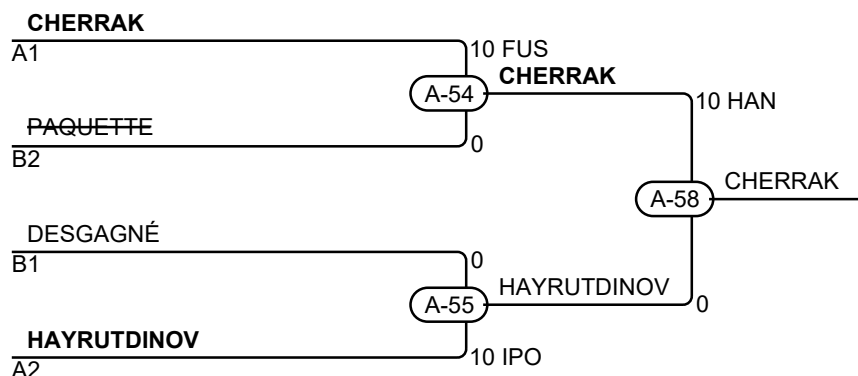 CHERRAK
A1
10 FUS
CHERRAK
A-54
10 HAN
PAQUETTE
B2
0
A-58
CHERRAK
DESGAGNÉ
B1
0
HAYRUTDINOV
A-55
0
HAYRUTDINOV
A2
10 IPO